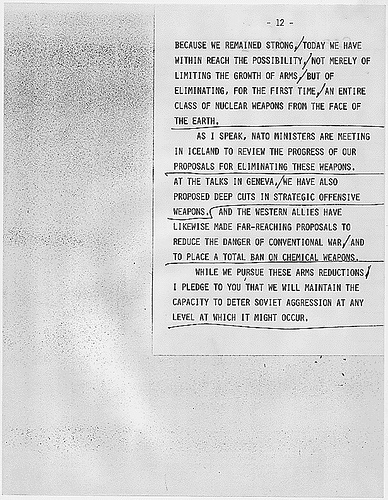 - 12 -
BECAUSE WE REMAINED STRONG, TODAY WE HAVE
WITHIN REACH THE POSSIBILITY, NOT MERELY OF
LIMITING THE GROWTH OF ARMS, BUT OF
ELIMINATING, FOR THE FIRST TIME, AN ENTIRE
CLASS OF NUCLEAR WEAPONS FROM THE FACE OF
THE EARTH.
AS I SPEAK, NATO MINISTERS ARE MEETING
IN ICELAND TO REVIEW THE PROGRESS OF OUR
PROPOSALS FOR ELIMINATING THESE WEAPONS.
AT THE TALKS IN GENEVA, WE HAVE ALSO
PROPOSED DEEP CUTS IN STRATEGIC OFFENSIVE
WEAPONS. AND THE WESTERN ALLIES HAVE
LIKEWISE MADE FAR-REACHING PROPOSALS TO
REDUCE THE DANGER OF CONVENTIONAL WAR, AND
TO PLACE A TOTAL BAN ON CHEMICAL WEAPONS.
WHILE WE PURSUE THESE ARMS REDUCTIONS,
I PLEDGE TO YOU THAT WE WILL MAINTAIN THE
CAPACITY TO DETER SOVIET AGGRESSION AT ANY
LEVEL AT WHICH IT MIGHT OCCUR.